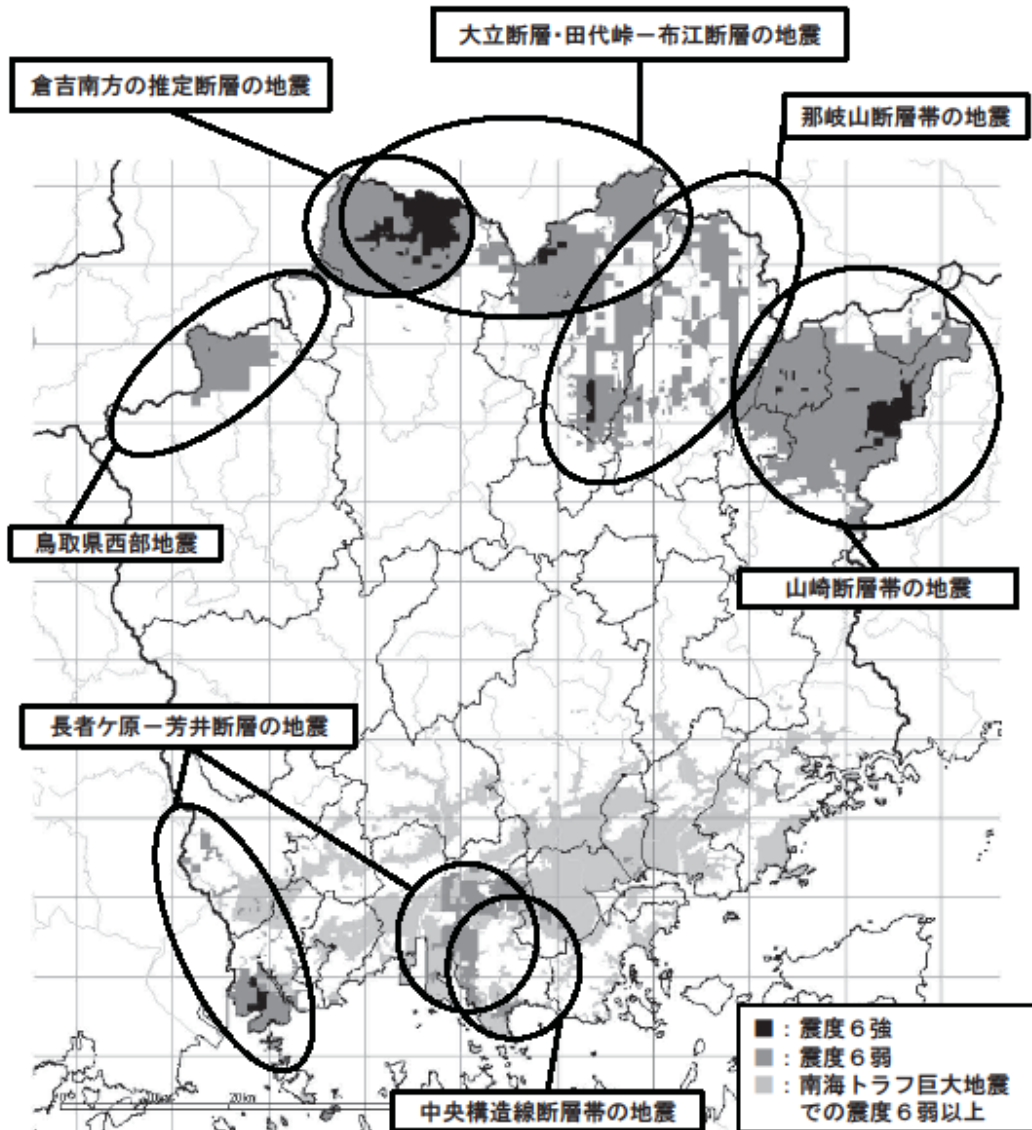 大立断層・田代峠－布江断層の地震
倉吉南方の推定断層の地震
那岐山断層帯の地震
鳥取県西部地震
山崎断層帯の地震
長者ケ原－芳井断層の地震
■：震度６強
■：震度６弱
■：南海トラフ巨大地震
での震度６弱以上
20km
中央構造線断層帯の地震